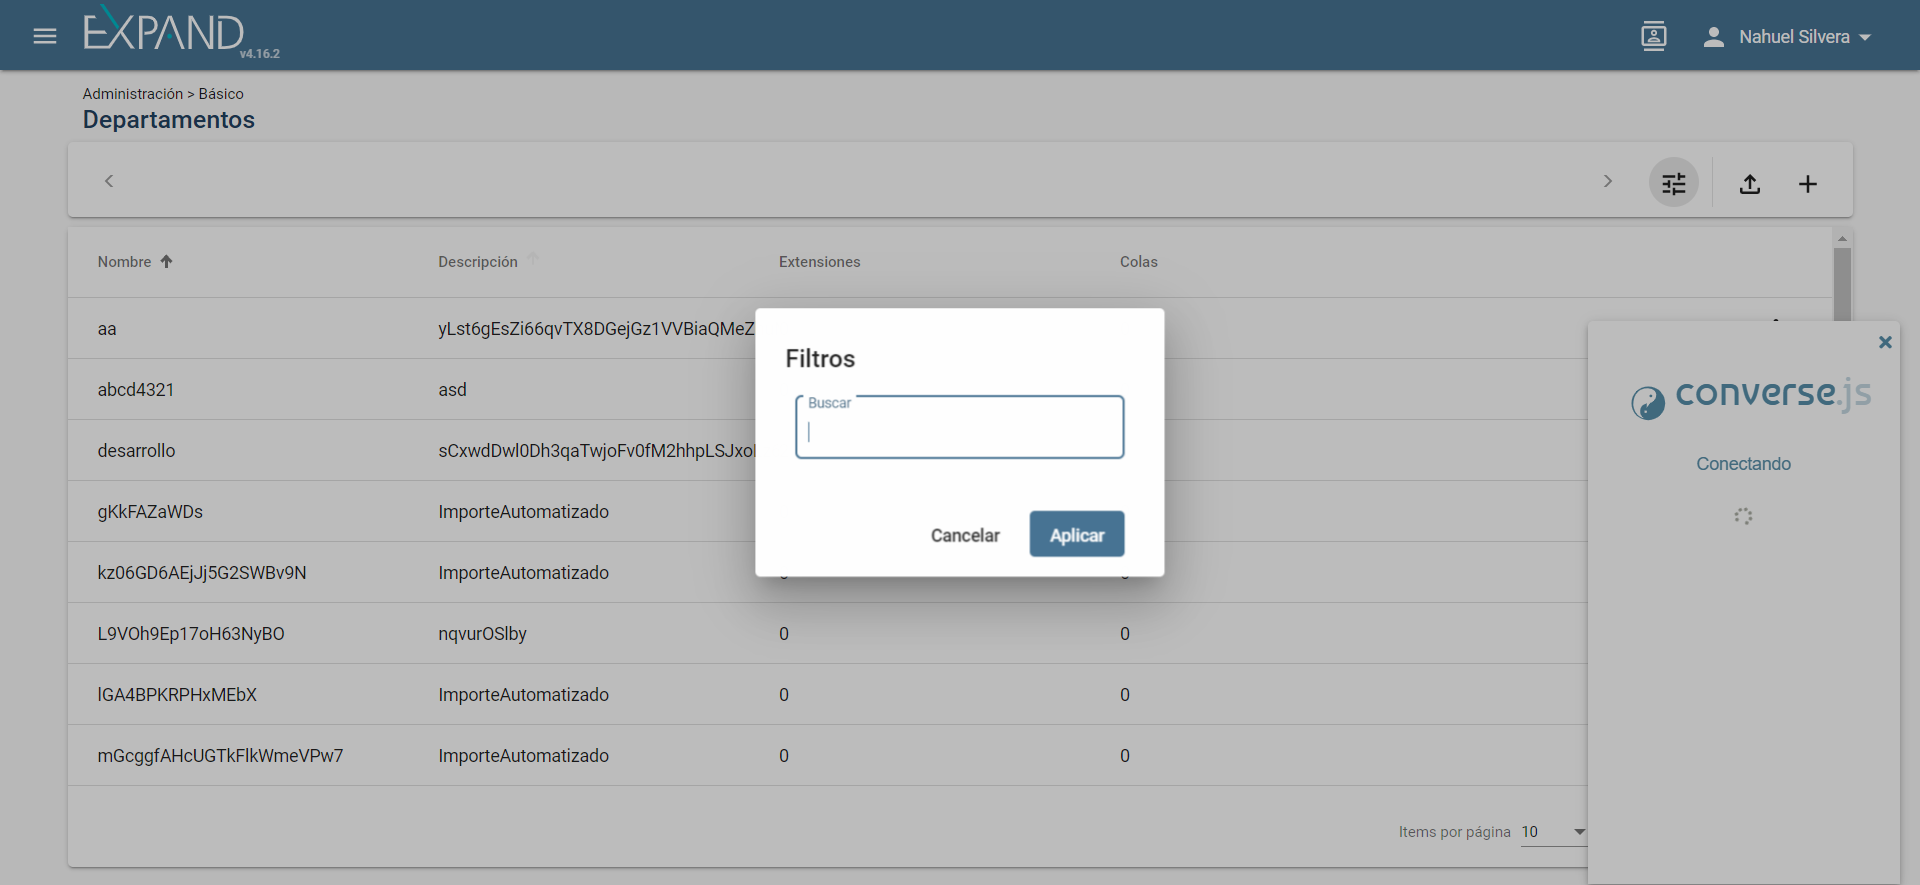 EXPAND
v4.16.2
Nahuel Silvera
Administración > Básico
Departamentos
Nombre Descripción Extensiones Colas
aa yLst6gEsZi66qvTX8DGejGz1VVBiaQMeZ
abcd4321 asd
desarrollo
gKkFAZaWDs ImporteAutomatizado
kz06GD6AEjJj5G2SWBv9N ImporteAutomatizado
L9VOh9Ep17oH63NyBO nqvurOSlby 0 0
lGA4BPKRPHxMEbX ImporteAutomatizado 0 0
mGcggfAHcUGTkFlkWmeVPw7 ImporteAutomatizado 0 0
Items por página 10
Filtros
Buscar
Cancelar Aplicar
converse.js
Conectando